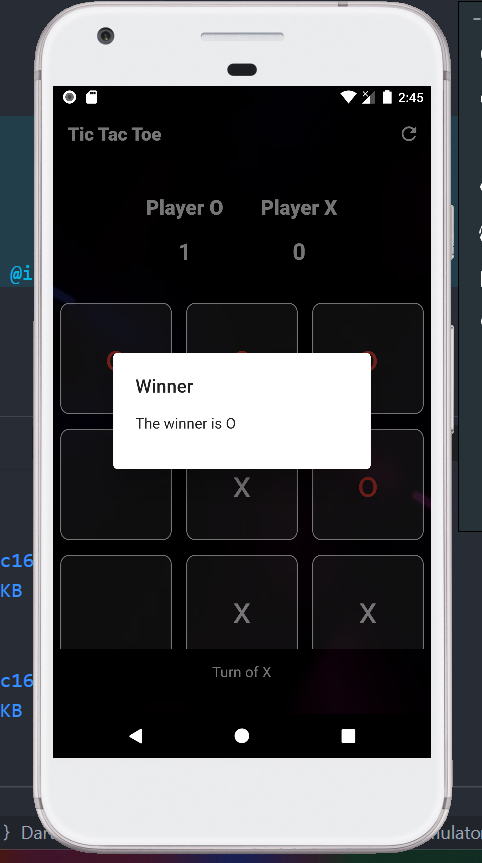 2:45
Tic Tac Toe
Player O Player X
1 0
O O O
Winner
The winner is O
X O
X X
Turn of X
@i
c16
KB
c16
KB
} Dar
mulato